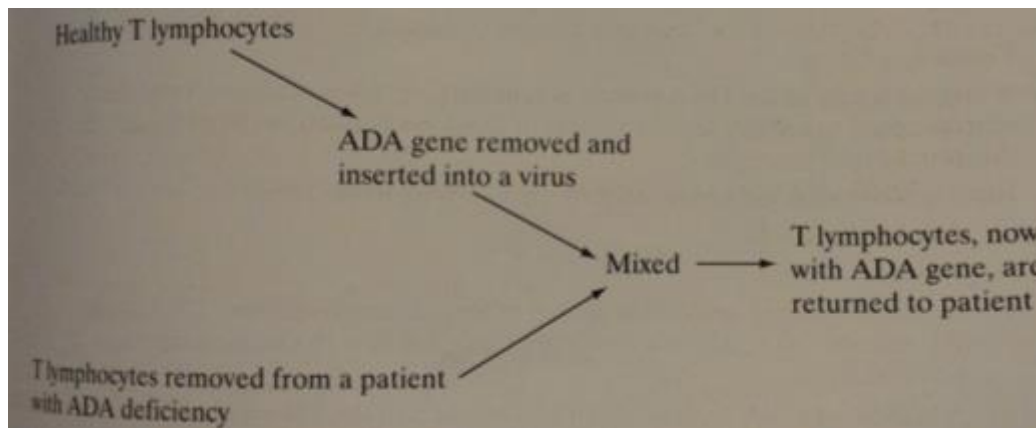 Healthy T lymphocytes
ADA gene removed and
inserted into a virus
Mixed
T lymphocytes, now
with ADA gene, are
returned to patient
T lymphocytes removed from a patient
with ADA deficiency